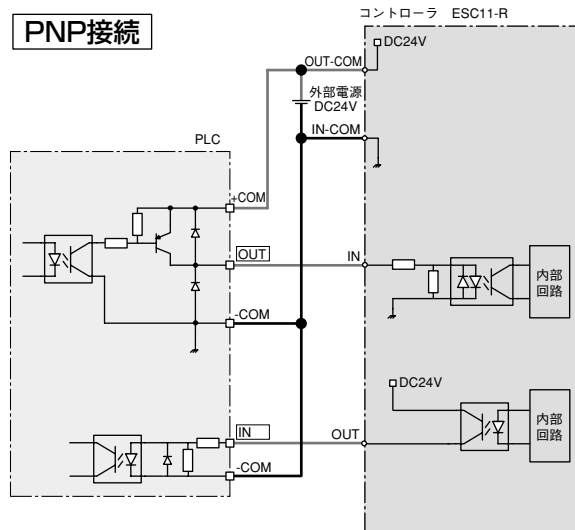 コントローラ ESC11-R
PNP接続
DC24V
OUT-COM
外部電源
DC24V
IN-COM
PLC
+COM
OUT
IN
内部
回路
-COM
DC24V
IN
OUT
内部
回路
-COM